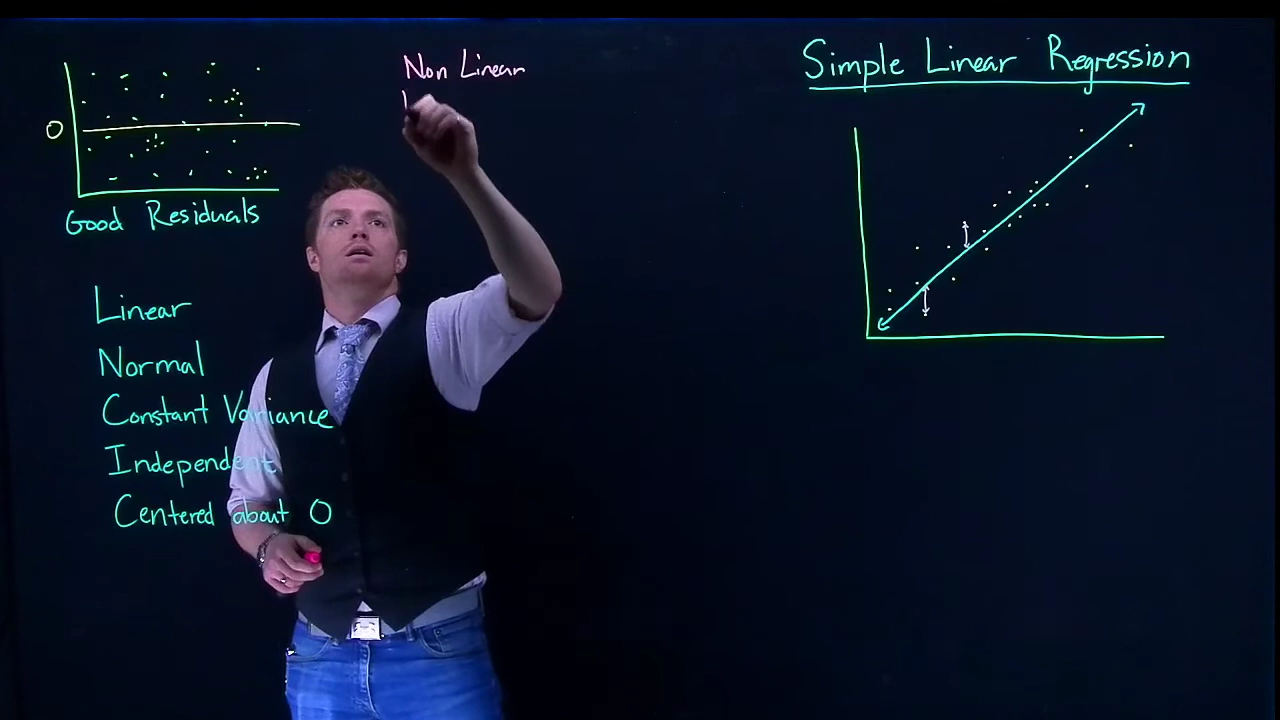 Simple Linear Regression
Non Linear
0
Good Residuals
Linear
Normal
Constant Variance
Independent
Centered about 0